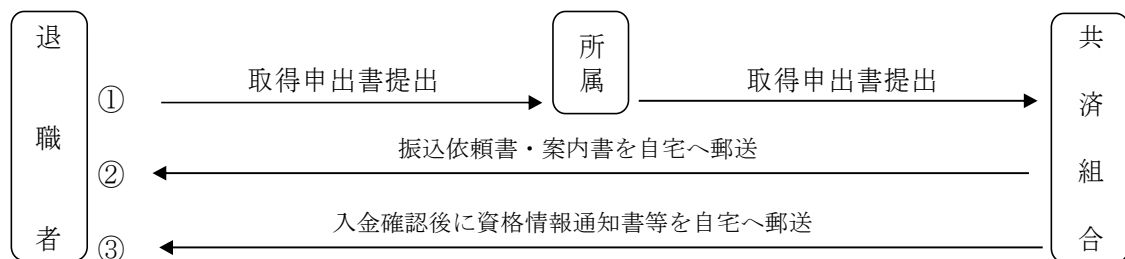 退職者
所属
共済組合
① 取得申出書提出 取得申出書提出
② 振込依頼書・案内書を自宅へ郵送
③ 入金確認後に資格情報通知書等を自宅へ郵送